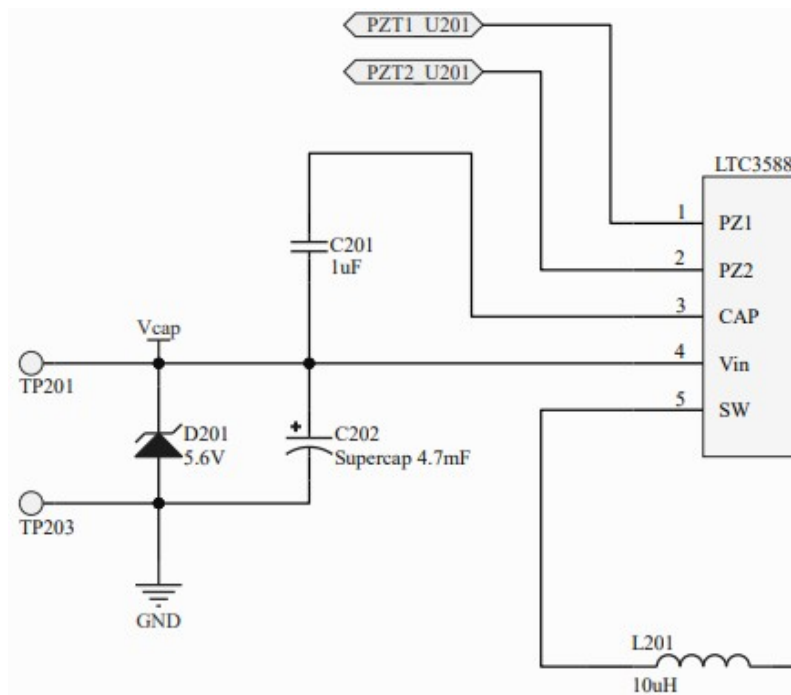 PZT1_U201
PZT2_U201
LTC3588
1
PZ1
C201
1uF
2
PZ2
3
CAP
Vcap
4
Vin
TP201
5
SW
D201
5.6V
+
C202
Supercap 4.7mF
TP203
GND
L201
10uH